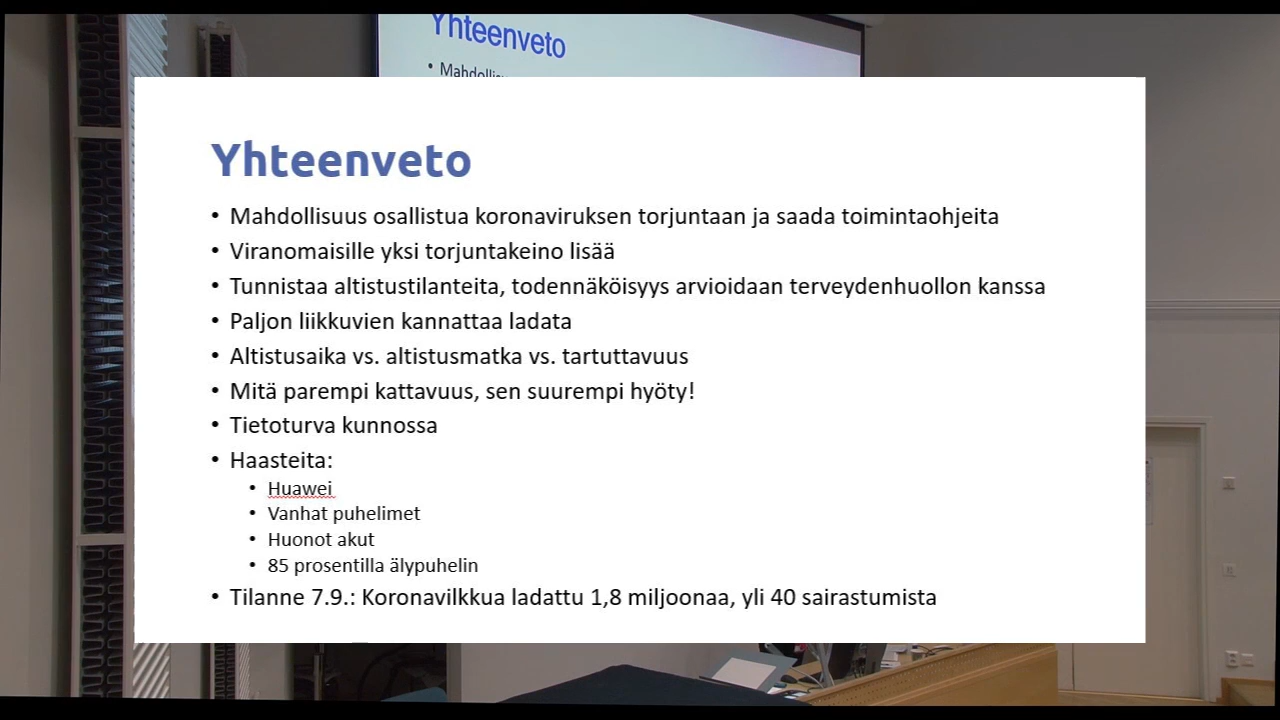 Yhteenveto
• Mahdollis
Yhteenveto
• Mahdollisuus osallistua koronaviruksen torjuntaan ja saada toimintaohjeita
• Viranomaisille yksi torjuntakeino lisää
• Tunnistaa altistustilanteita, todennäköisyys arvioidaan terveydenhuollon kanssa
• Paljon liikkuvien kannattaa ladata
• Altistusaika vs. altistusmatka vs. tartuttavuus
• Mitä parempi kattavuus, sen suurempi hyöty!
• Tietoturva kunnossa
• Haasteita:
• Huawei
• Vanhat puhelimet
• Huonot akut
• 85 prosentilla älypuhelin
• Tilanne 7.9.: Koronavilkkua ladattu 1,8 miljoonaa, yli 40 sairastumista